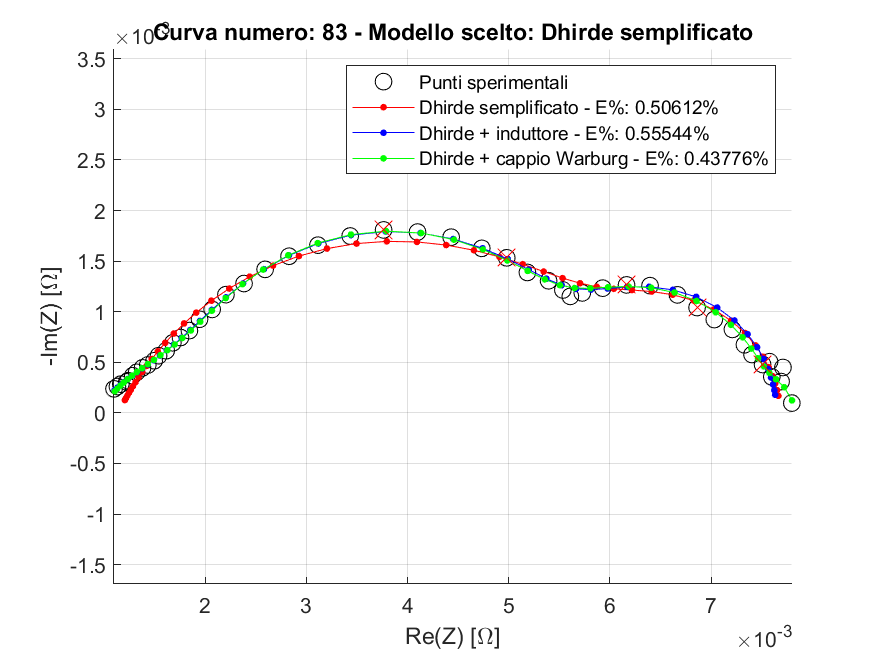 ×10⁻³
Curva numero: 83 - Modello scelto: Dhirde semplificato
Punti sperimentali
Dhirde semplificato - E%: 0.50612%
Dhirde + induttore - E%: 0.55544%
Dhirde + cappio Warburg - E%: 0.43776%
3.5
3
2.5
2
1.5
1
0.5
0
-0.5
-1
-1.5
-Im(Z) [Ω]
2 3 4 5 6 7
Re(Z) [Ω]
×10⁻³